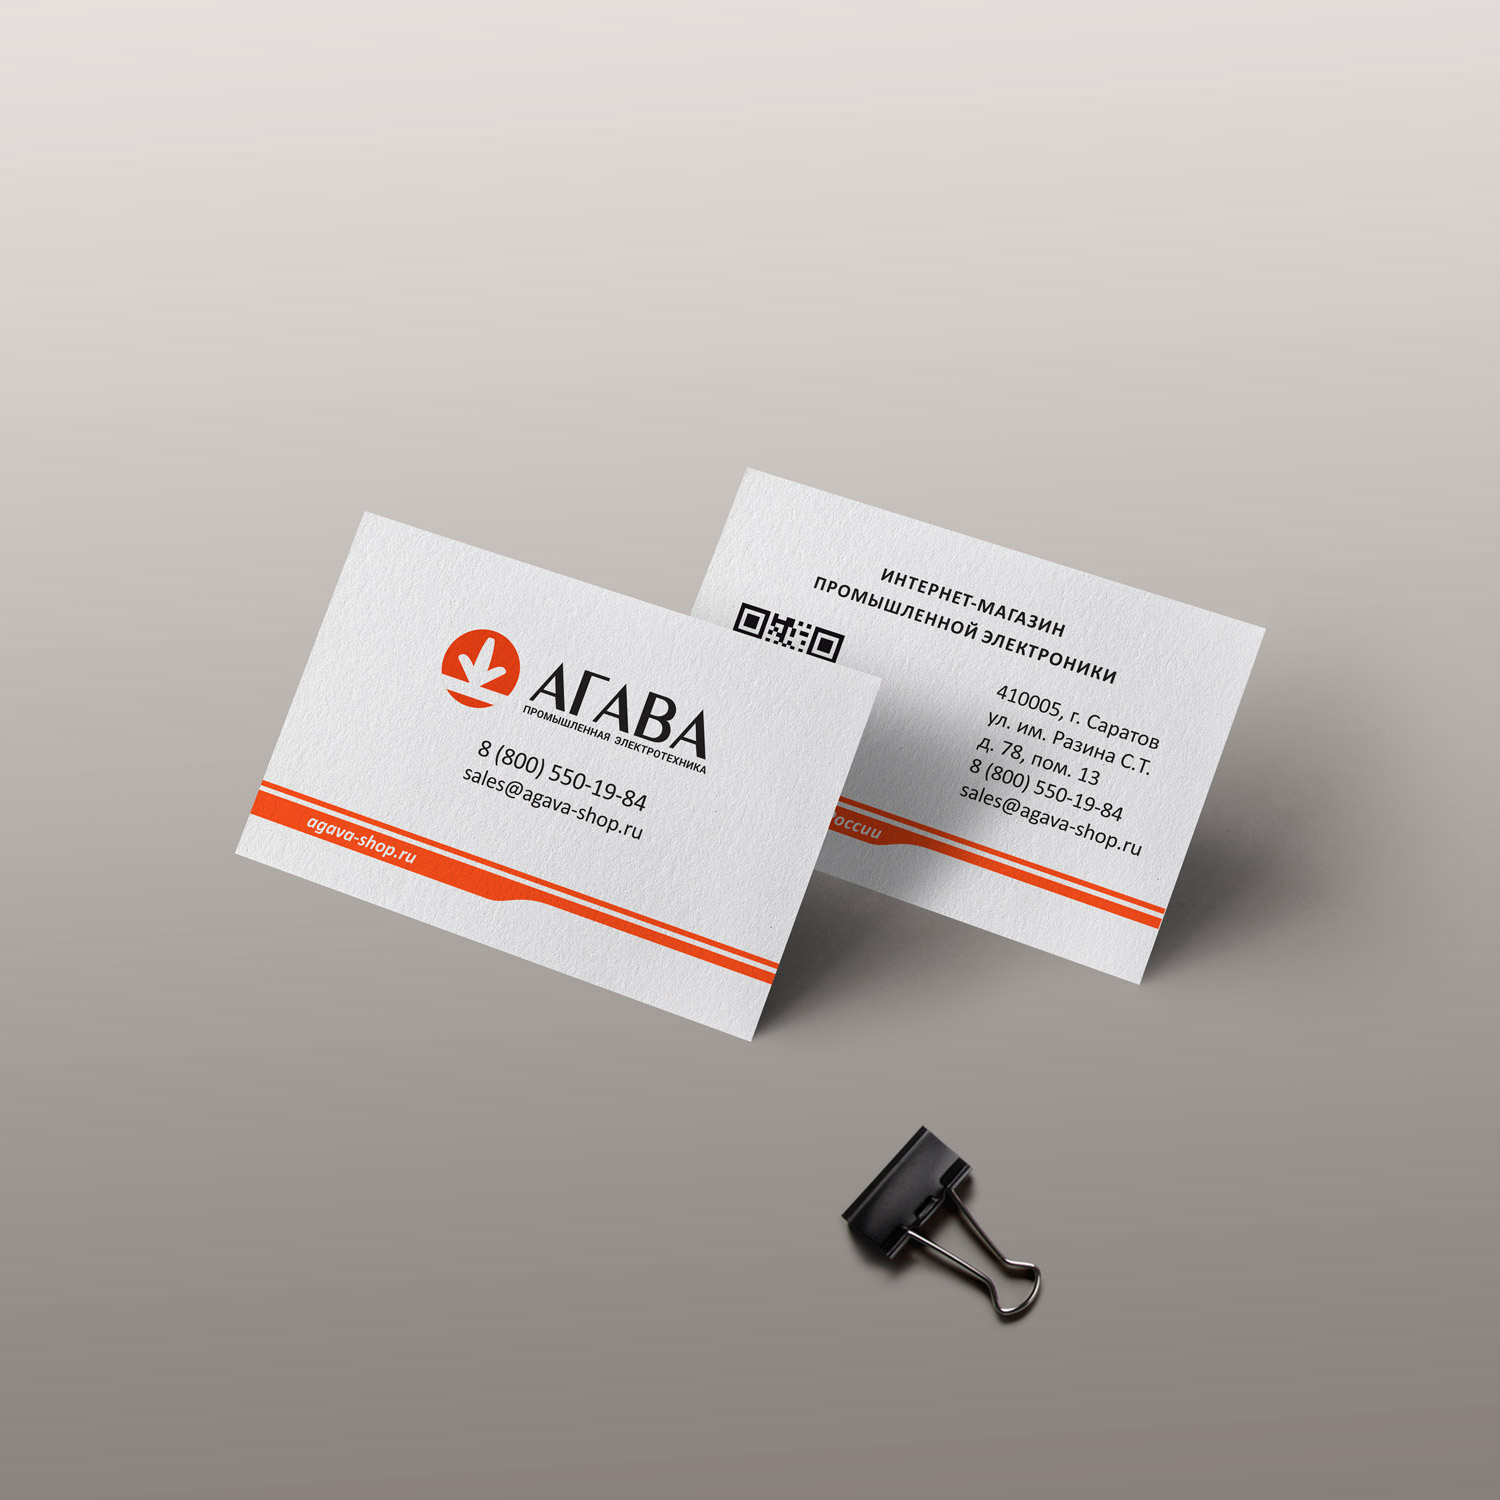 АГАВА
ПРОМЫШЛЕННАЯ ЭЛЕКТРОТЕХНИКА
8 (800) 550-19-84
sales@agava-shop.ru
agava-shop.ru
ИНТЕРНЕТ-МАГАЗИН
ПРОМЫШЛЕННОЙ ЭЛЕКТРОНИКИ
410005, г. Саратов
ул. им. Разина С.Т.
д. 78, пом. 13
8 (800) 550-19-84
sales@agava-shop.ru